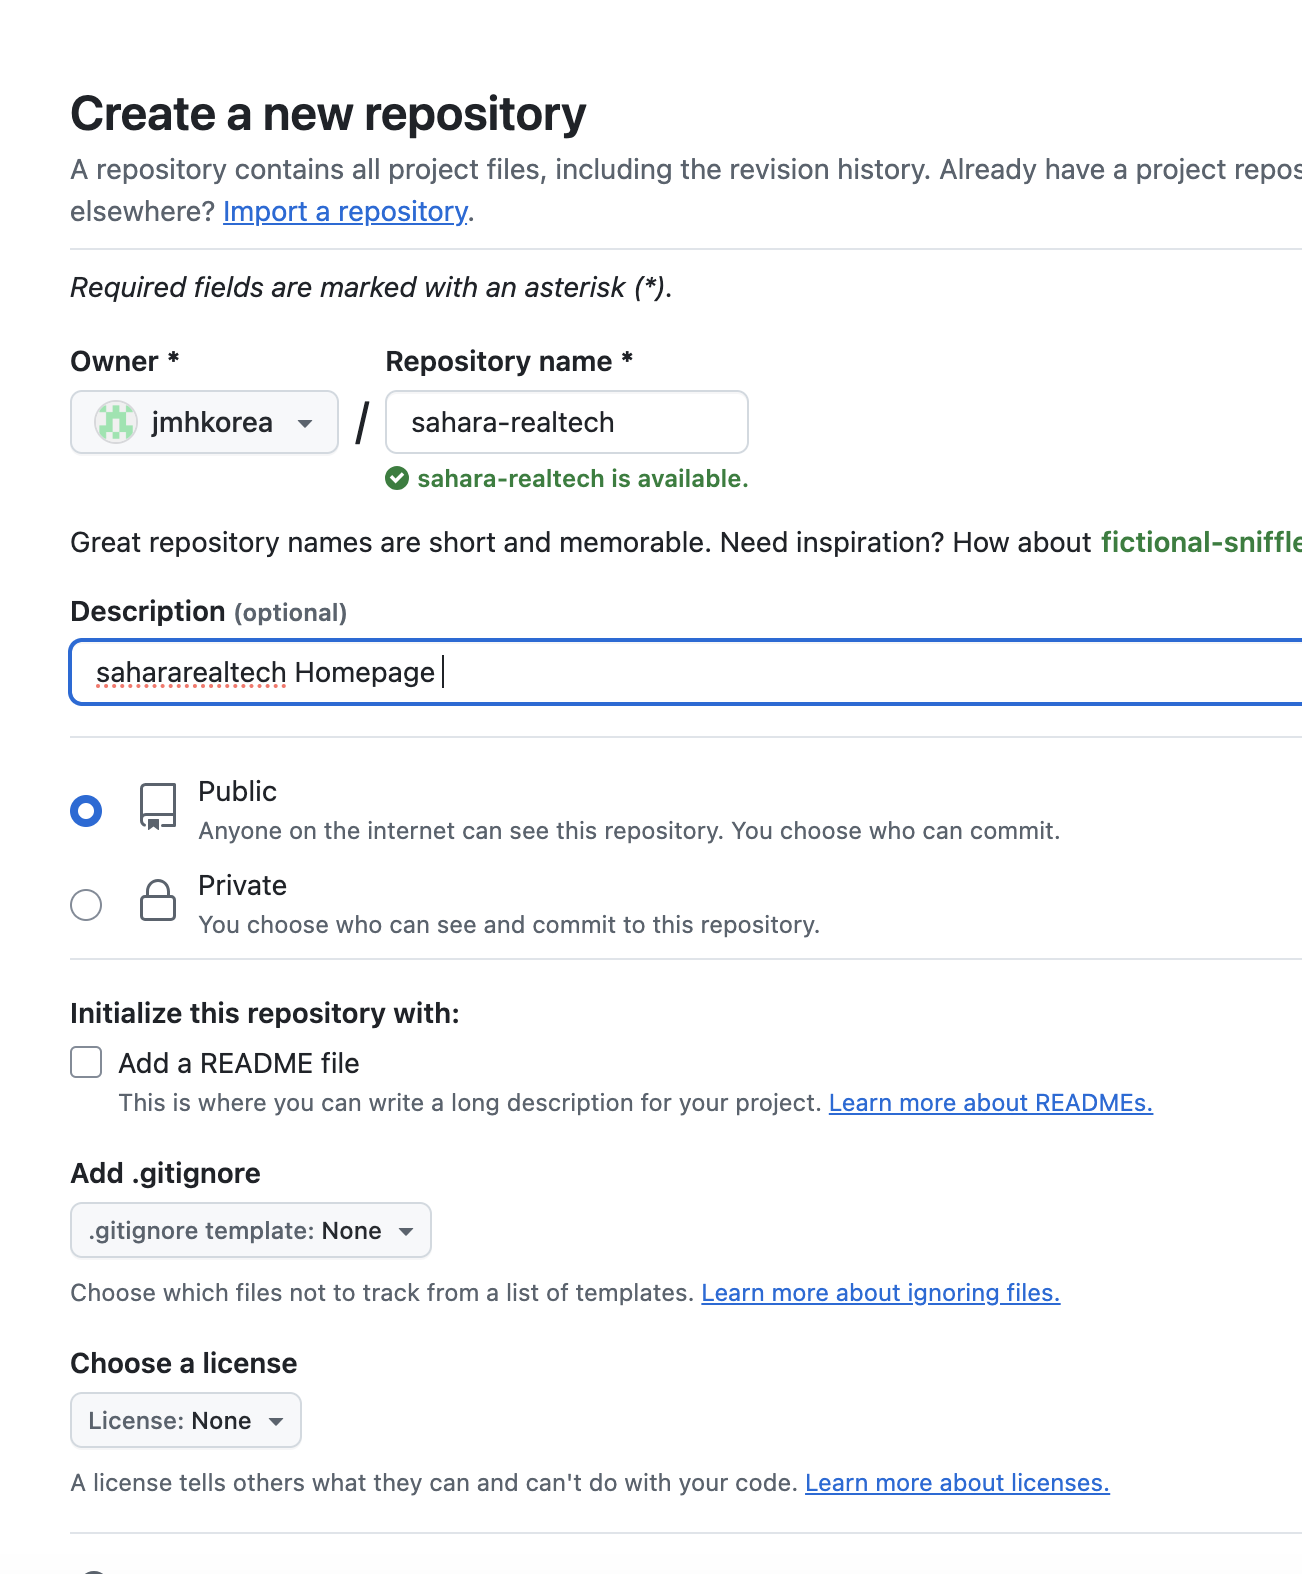 Create a new repository
A repository contains all project files, including the revision history. Already have a project repos
elsewhere? Import a repository.
Required fields are marked with an asterisk (*).
Owner * Repository name *
jmhkorea / sahara-realtech
sahara-realtech is available.
Great repository names are short and memorable. Need inspiration? How about fictional-sniffle
Description (optional)
sahararealtech Homepage
Public
Anyone on the internet can see this repository. You choose who can commit.
Private
You choose who can see and commit to this repository.
Initialize this repository with:
Add a README file
This is where you can write a long description for your project. Learn more about READMEs.
Add .gitignore
.gitignore template: None
Choose which files not to track from a list of templates. Learn more about ignoring files.
Choose a license
License: None
A license tells others what they can and can't do with your code. Learn more about licenses.